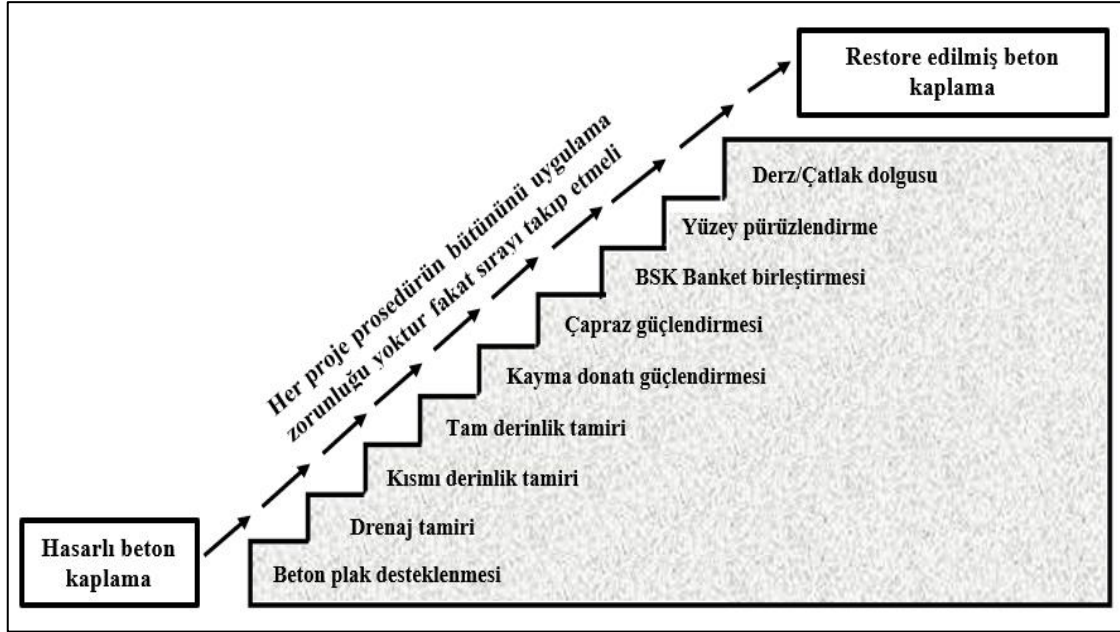 Restore edilmiş beton
kaplama
Her proje prosedürün bütününü uygulama
zorunluğu yoktur fakat sırayı takip etmeli
Derz/Çatlak dolgusu
Yüzey pürüzlendirme
BSK Banket birleştirmesi
Çapraz güçlendirmesi
Kayma donatı güçlendirmesi
Tam derinlik tamiri
Kısmı derinlik tamiri
Drenaj tamiri
Beton plak desteklenmesi
Hasarlı beton
kaplama